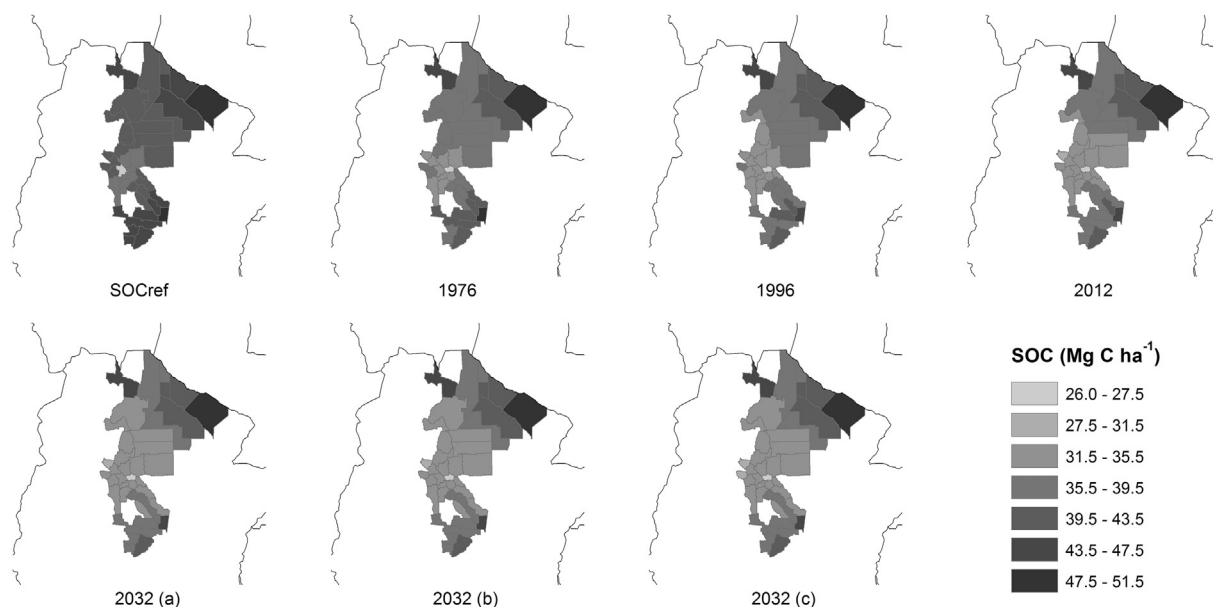 SOCref
1976
1996
2012
2032 (a)
2032 (b)
2032 (c)
SOC (Mg C ha⁻¹)
26.0 - 27.5
27.5 - 31.5
31.5 - 35.5
35.5 - 39.5
39.5 - 43.5
43.5 - 47.5
47.5 - 51.5